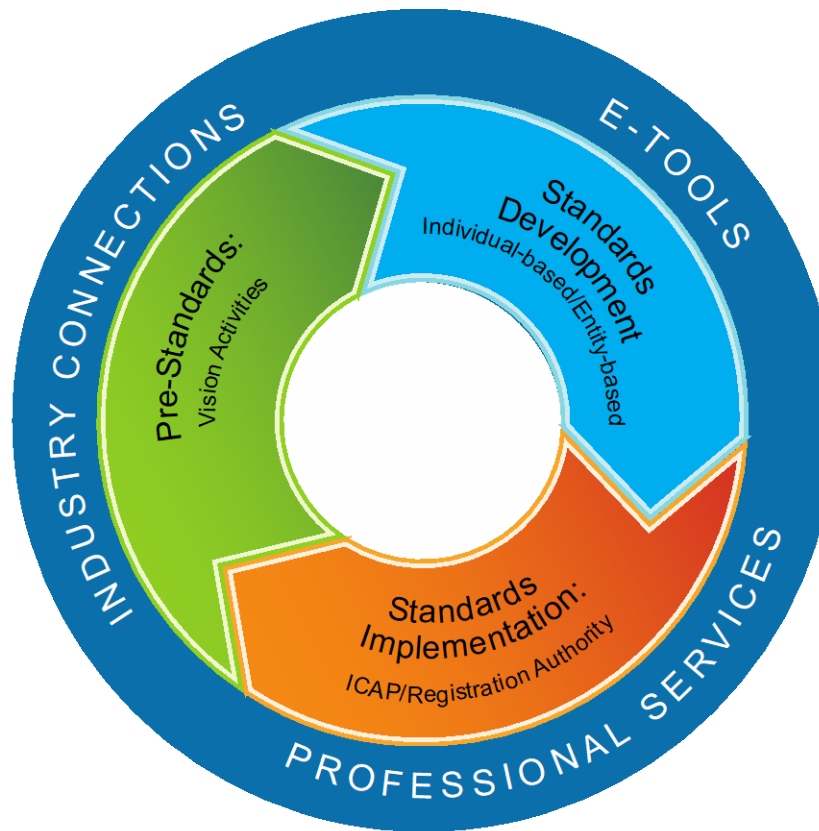 INDUSTRY CONNECTIONS
E-TOOLS
PROFESSIONAL SERVICES
Pre-Standards:
Vision Activities
Standards
Development
Individual-based/Entity-based
Standards
Implementation:
ICAP/Registration Authority